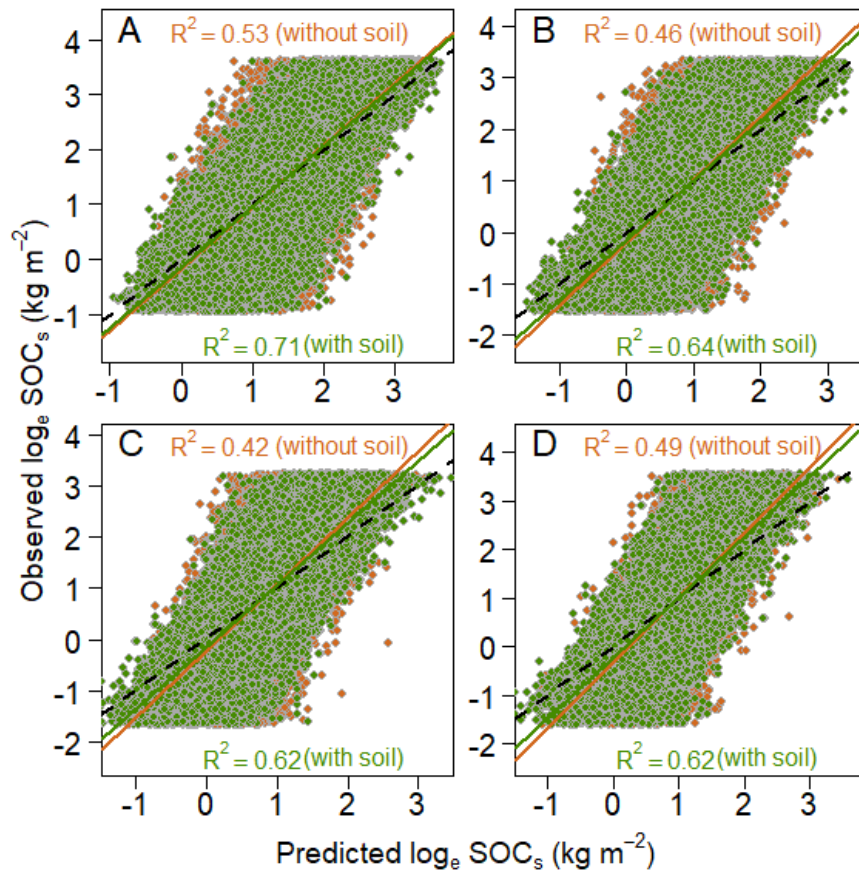 A R² = 0.53 (without soil)
4
3
2
1
0
-1
R² = 0.71 (with soil)
-1 0 1 2 3
B R² = 0.46 (without soil)
4
3
2
1
0
-1
-2
R² = 0.64 (with soil)
-1 0 1 2 3
C R² = 0.42 (without soil)
4
3
2
1
0
-1
-2
R² = 0.62 (with soil)
-1 0 1 2 3
D R² = 0.49 (without soil)
4
3
2
1
0
-1
-2
R² = 0.62 (with soil)
-1 0 1 2 3 4
Observed logₑ SOCₛ (kg m⁻²)
Predicted logₑ SOCₛ (kg m⁻²)